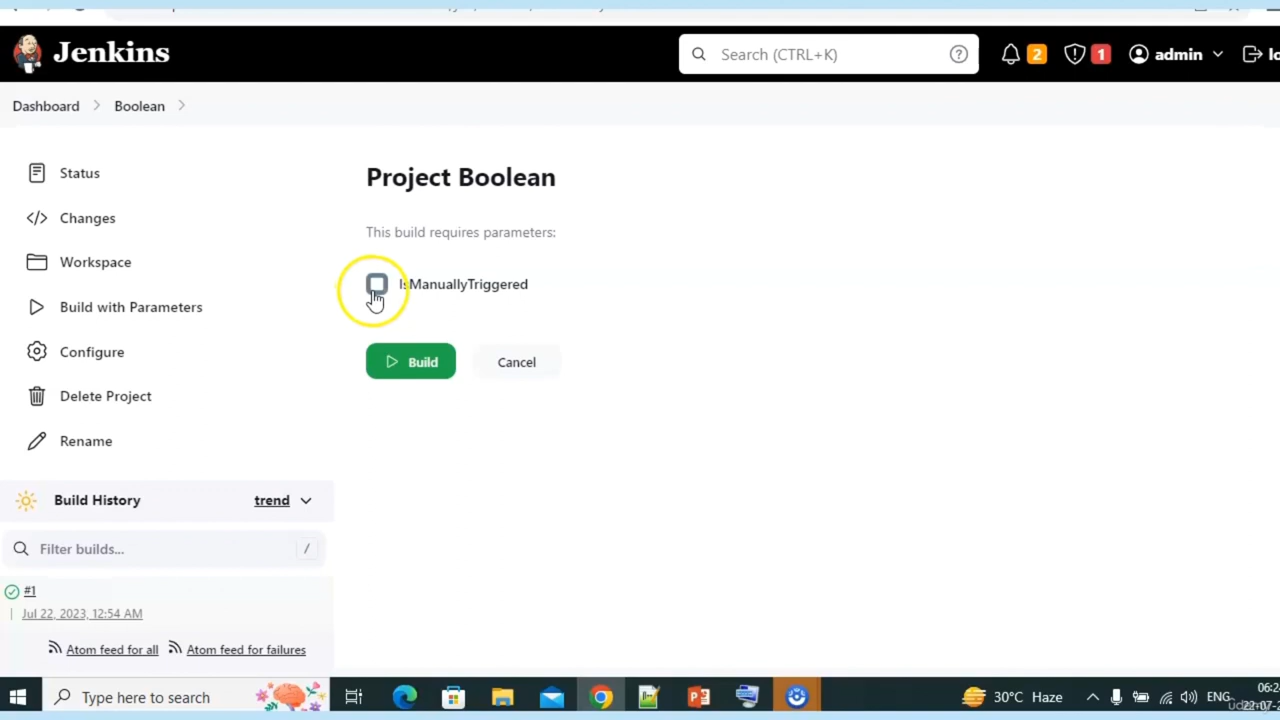 Jenkins
Search (CTRL+K)
2
1
admin
Dashboard
Boolean
Status
Changes
Workspace
Build with Parameters
Configure
Delete Project
Rename
Project Boolean
This build requires parameters:
IsManuallyTriggered
Build
Cancel
Build History
trend
Filter builds...
/
#1
Jul 22, 2023, 12:54 AM
Atom feed for all
Atom feed for failures
Type here to search
30°C Haze
ENG